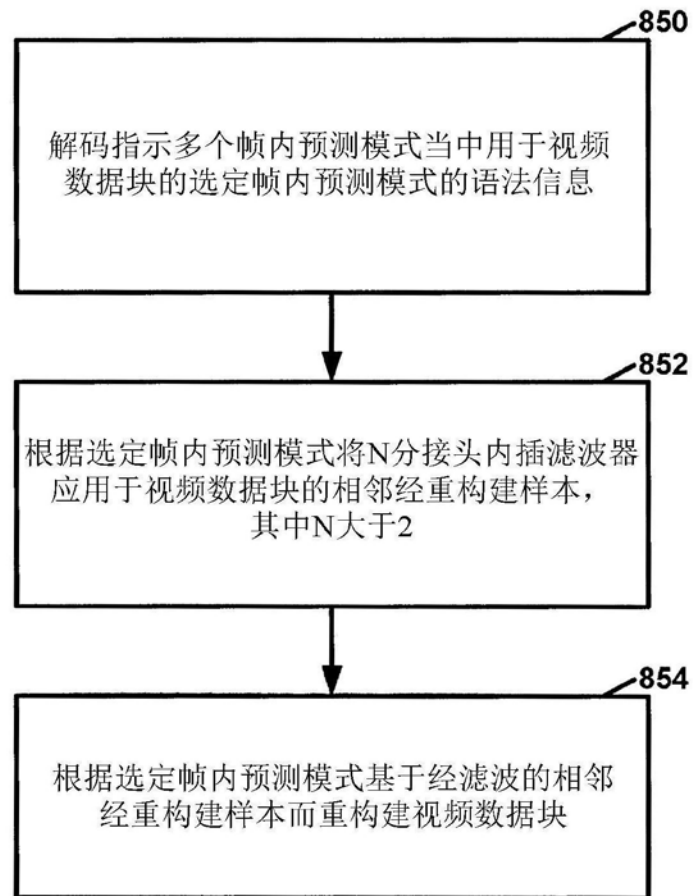 850
解码指示多个帧内预测模式当中用于视频
数据块的选定帧内预测模式的语法信息
852
根据选定帧内预测模式将N分接头内插滤波器
应用于视频数据块的相邻经重构建样本，
其中N大于2
854
根据选定帧内预测模式基于经滤波的相邻
经重构建样本而重构建视频数据块